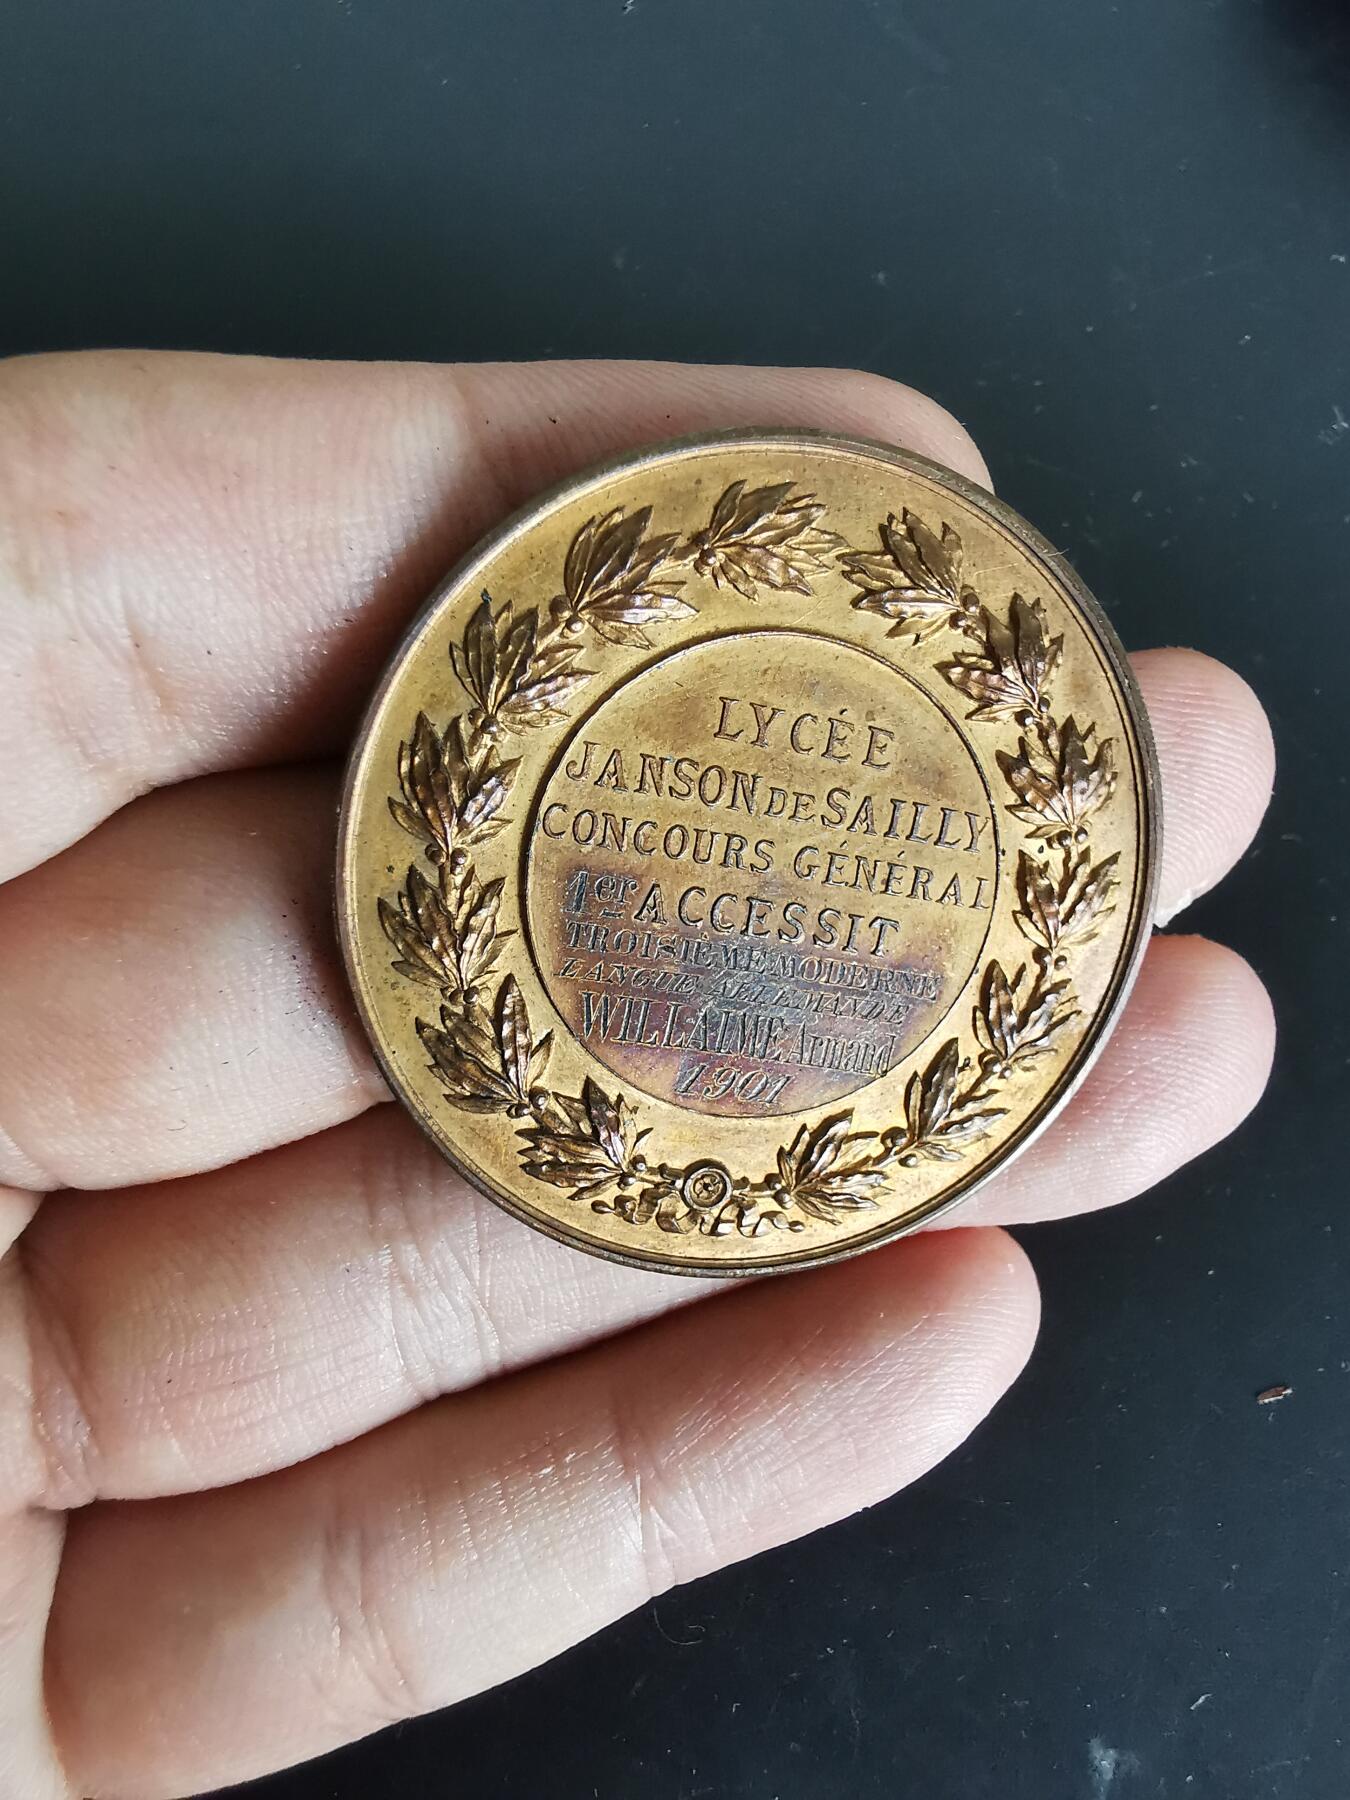 LYCÉE
JANSON DE SAILLY
CONCOURS GÉNÉRAL
1er ACCESSIT
TROISIÈME MODERNE
LANGUE ALLEMANDE
WILLAIME Armand
1901